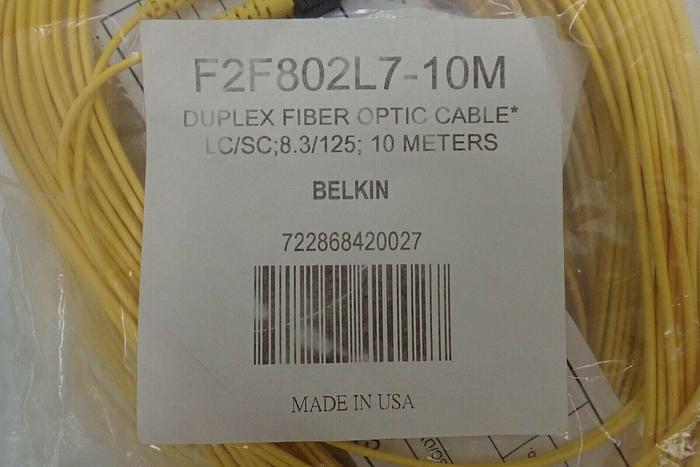 F2F802L7-10M
DUPLEX FIBER OPTIC CABLE*
LC/SC;8.3/125; 10 METERS
BELKIN
722868420027
MADE IN USA